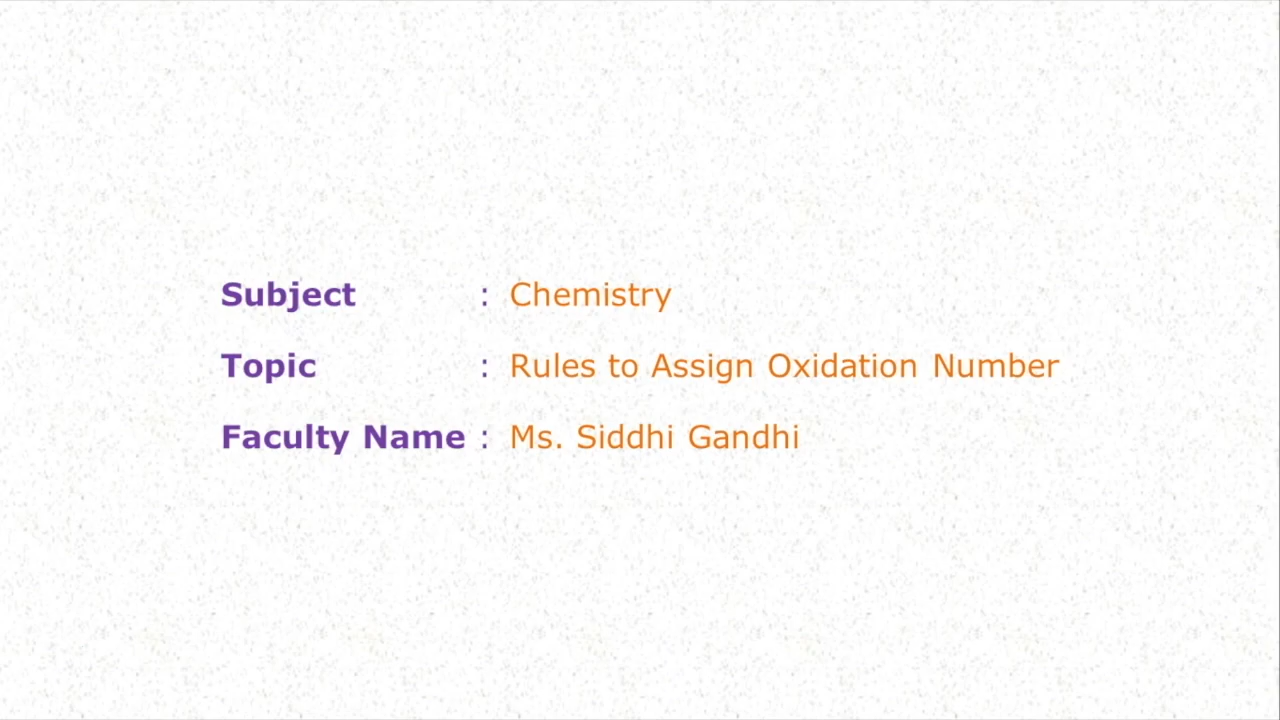 Subject : Chemistry
Topic : Rules to Assign Oxidation Number
Faculty Name : Ms. Siddhi Gandhi